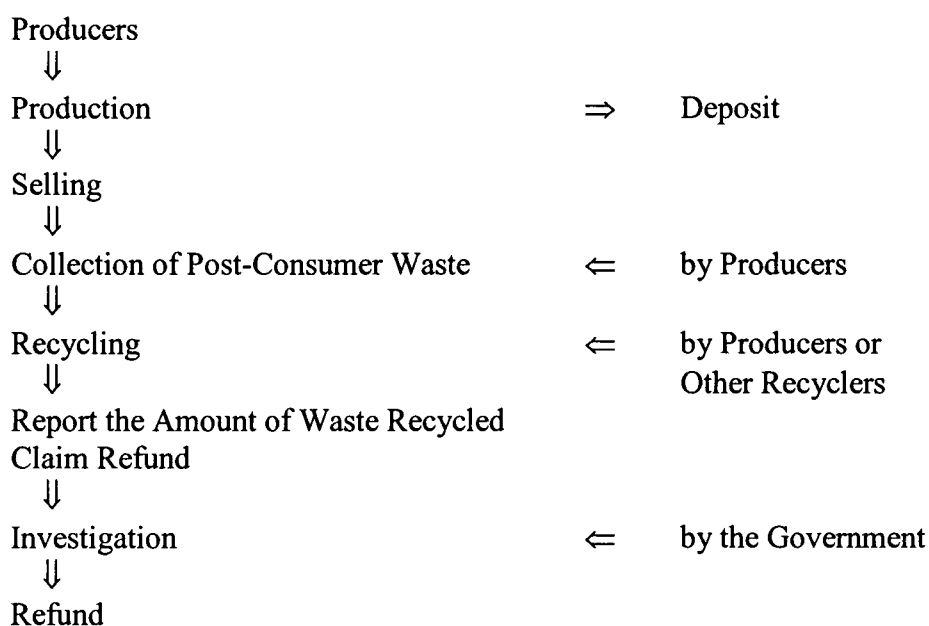 Producers
⇓
Production ⇒ Deposit
⇓
Selling
⇓
Collection of Post-Consumer Waste ⇐ by Producers
⇓
Recycling ⇐ by Producers or
⇓ Other Recyclers
Report the Amount of Waste Recycled
Claim Refund
⇓
Investigation ⇐ by the Government
⇓
Refund